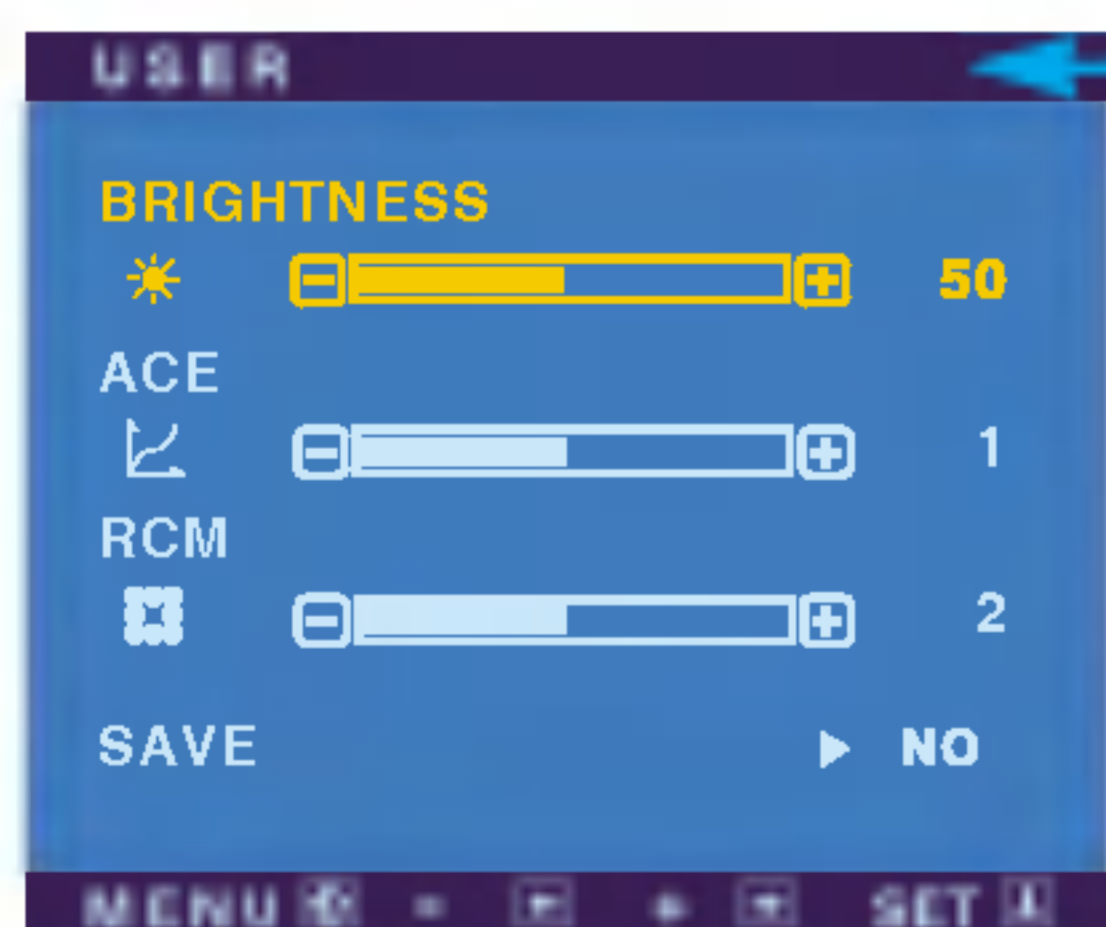 USER
BRIGHTNESS
50
ACE
1
RCM
2
SAVE ▶ NO
MENU - + SET